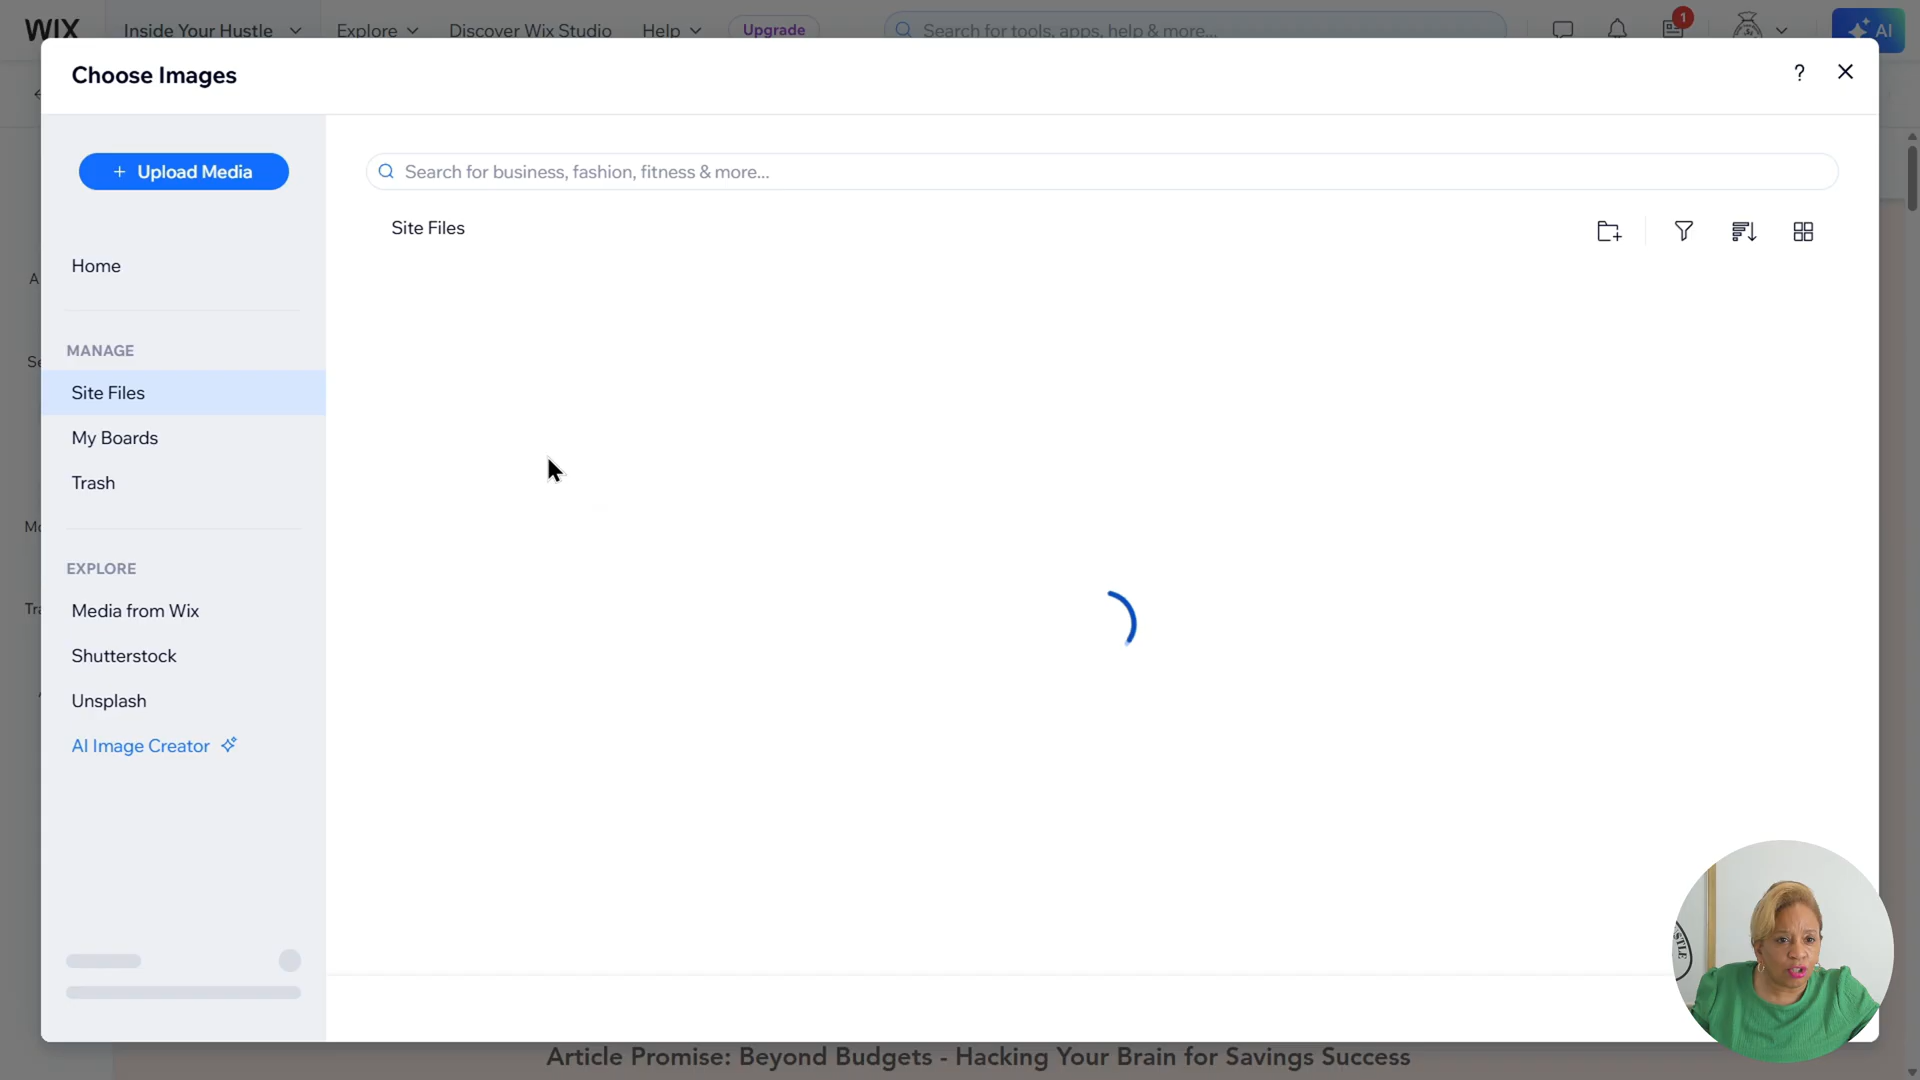 WIX
Inside Your Hustle
Explore
Discover Wix Studio
Help
Upgrade
Search for tools, apps, help & more...
1
AI
Choose Images
?
+ Upload Media
Search for business, fashion, fitness & more...
Site Files
Home
MANAGE
Site Files
My Boards
Trash
EXPLORE
Media from Wix
Shutterstock
Unsplash
AI Image Creator
Article Promise: Beyond Budgets - Hacking Your Brain for Savings Success